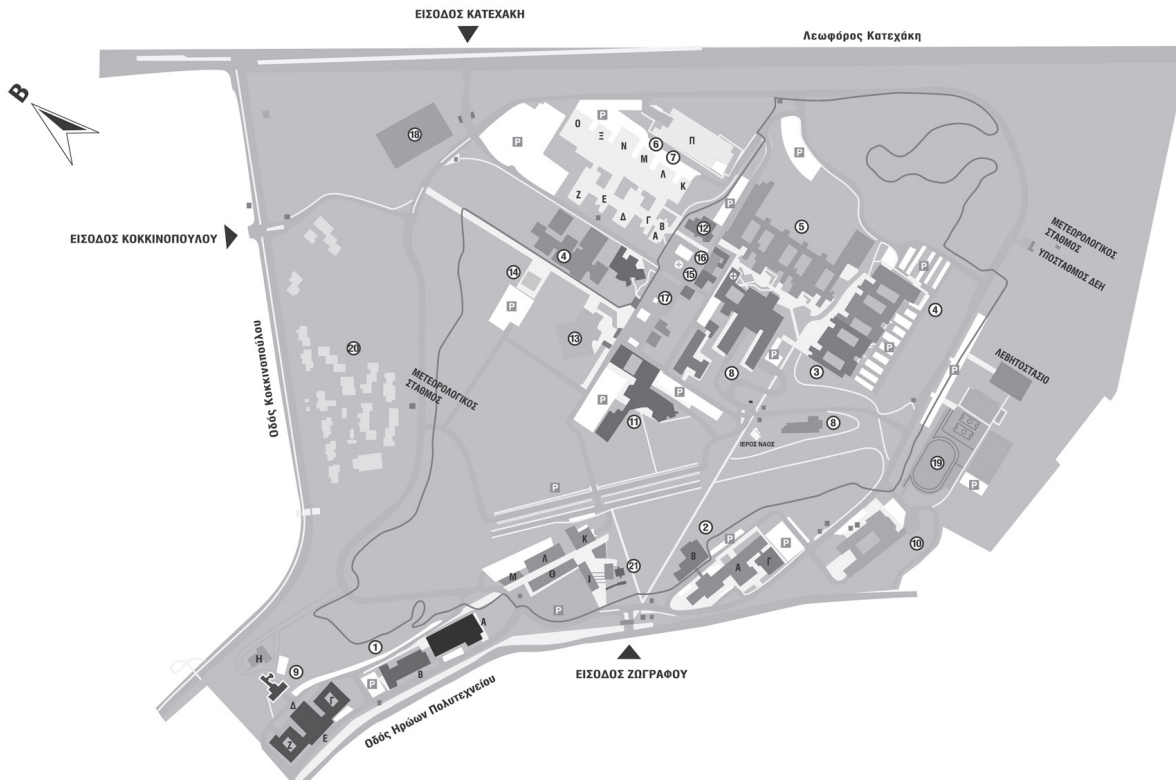 ΕΙΣΟΔΟΣ ΚΑΤΕΧΑΚΗ
Λεωφόρος Κατεχάκη
Β
18
P
P
Ο
Ξ
Ν
Μ
Λ
Κ
6
7
Π
P
Ζ
Ε
Δ
Γ
Β
Α
P
12
5
ΕΙΣΟΔΟΣ ΚΟΚΚΙΝΟΠΟΥΛΟΥ
ΜΕΤΕΩΡΟΛΟΓΙΚΟΣ
ΣΤΑΘΜΟΣ
ΥΠΟΣΤΑΘΜΟΣ ΔΕΗ
4
14
P
16
15
17
P
4
13
20
Οδός Κοκκινοπούλου
ΜΕΤΕΩΡΟΛΟΓΙΚΟΣ
ΣΤΑΘΜΟΣ
P
P
11
8
P
3
P
P
ΛΕΒΗΤΟΣΤΑΣΙΟ
8
ΙΕΡΟΣ ΝΑΟΣ
19
P
P
2
Β
P
Α
Γ
P
10
Κ
Λ
Μ
Θ
Ι
21
P
Α
1
Β
P
Η
9
Δ
Γ
Ζ
Ε
Οδός Ηρώων Πολυτεχνείου
ΕΙΣΟΔΟΣ ΖΩΓΡΑΦΟΥ